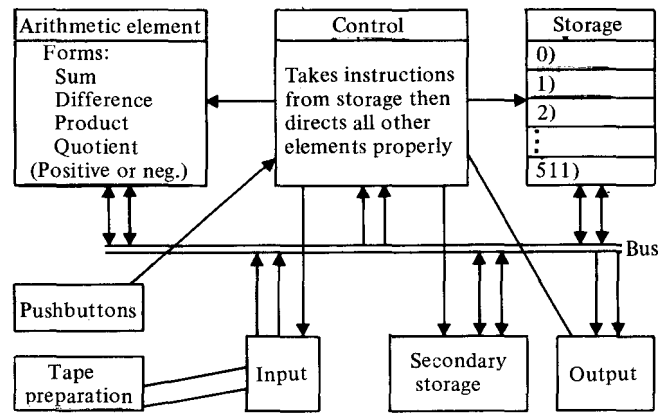 Arithmetic element
Forms:
Sum
Difference
Product
Quotient
(Positive or neg.)
Control
Takes instructions
from storage then
directs all other
elements properly
Storage
0)
1)
2)
⋮
511)
Bus
Pushbuttons
Tape
preparation
Input
Secondary
storage
Output